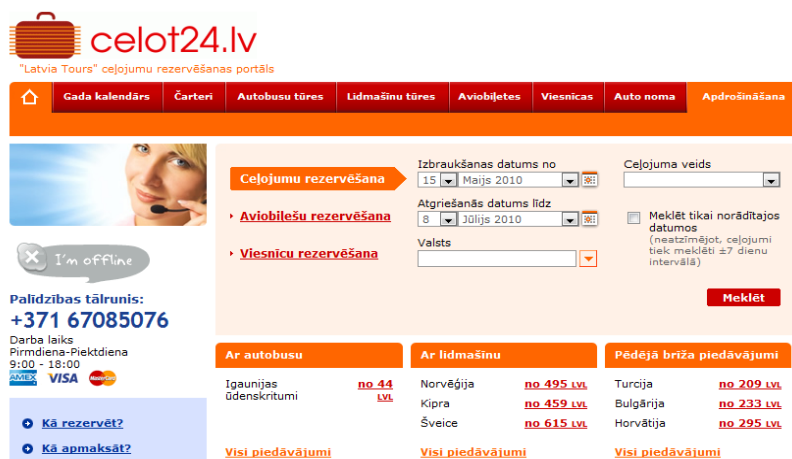 celot24.lv
"Latvia Tours" ceļojumu rezervēšanas portāls
Gada kalendārs Čarteri Autobusu tūres Lidmašīnu tūres Aviobiļetes Viesnīcas Auto noma Apdrošināšana
Ceļojumu rezervēšana
Aviobilešu rezervēšana
Viesnīcu rezervēšana
Izbraukšanas datums no
15 Maijs 2010
Atgriešanās datums līdz
8 Jūlijs 2010
Valsts
Ceļojuma veids
Meklēt tikai norādītajos
datumos
(neatzīmējot, ceļojumi
tiek meklēti ±7 dienu
intervālā)
Meklēt
I'm offline
Palīdzības tālrunis:
+371 67085076
Darba laiks
Pirmdiena-Piektdiena
9:00 - 18:00
AMEX VISA MasterCard
Kā rezervēt?
Kā apmaksāt?
Ar autobusu
Igaunijas no 44
ūdenskritumi LVL
Visi piedāvājumi
Ar lidmašīnu
Norvēģija no 495 LVL
Kipra no 459 LVL
Šveice no 615 LVL
Visi piedāvājumi
Pēdējā brīža piedāvājumi
Turcija no 209 LVL
Bulgārija no 233 LVL
Horvātija no 295 LVL
Visi piedāvājumi